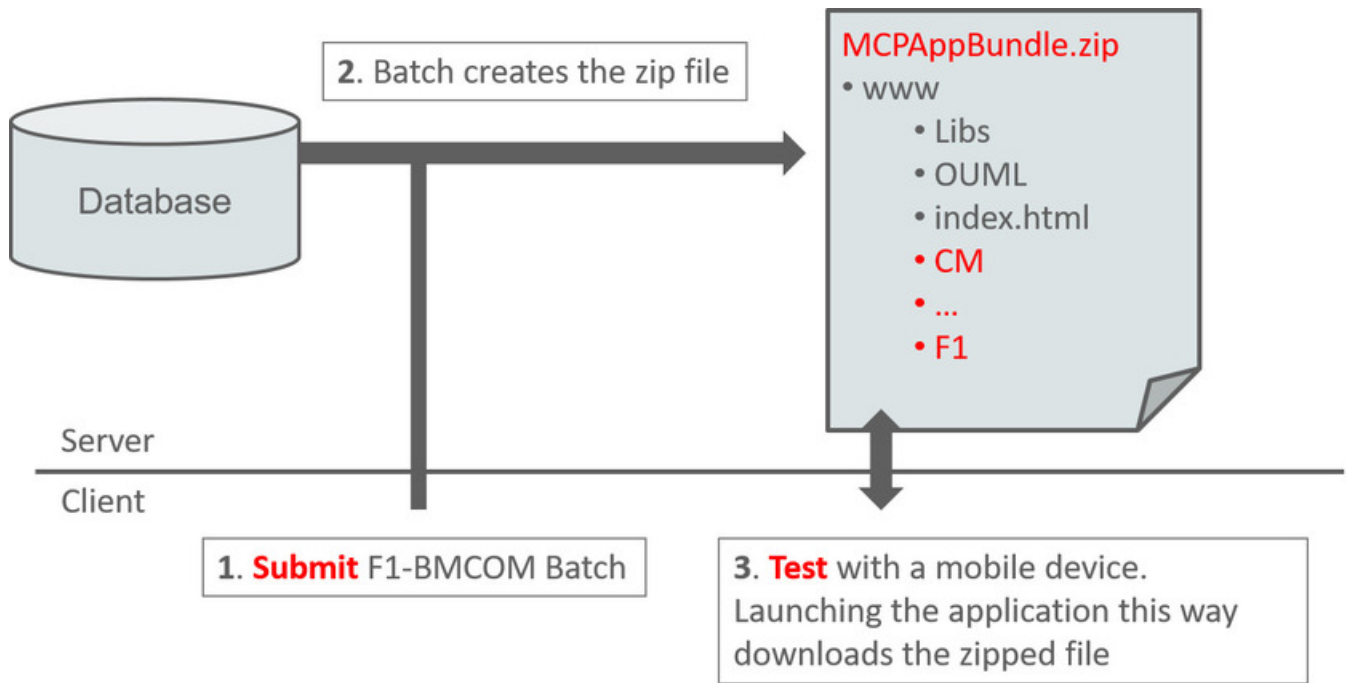 2. Batch creates the zip file
MCPAppBundle.zip
• www
• Libs
• OUML
• index.html
• CM
• ...
• F1
Database
Server
Client
1. Submit F1-BMCOM Batch
3. Test with a mobile device.
Launching the application this way
downloads the zipped file